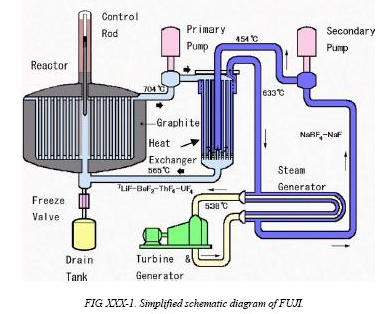 Control
Rod
Primary
Pump
454℃
Secondary
Pump
Reactor
704℃
633℃
Graphite
Heat
Exchanger
NaBF₄-NaF
565℃
⁷LiF-BeF₂-ThF₄-UF₄
Steam
Generator
Freeze
Valve
538℃
Drain
Tank
Turbine &
Generator
FIG XXX-1. Simplified schematic diagram of FUJI.